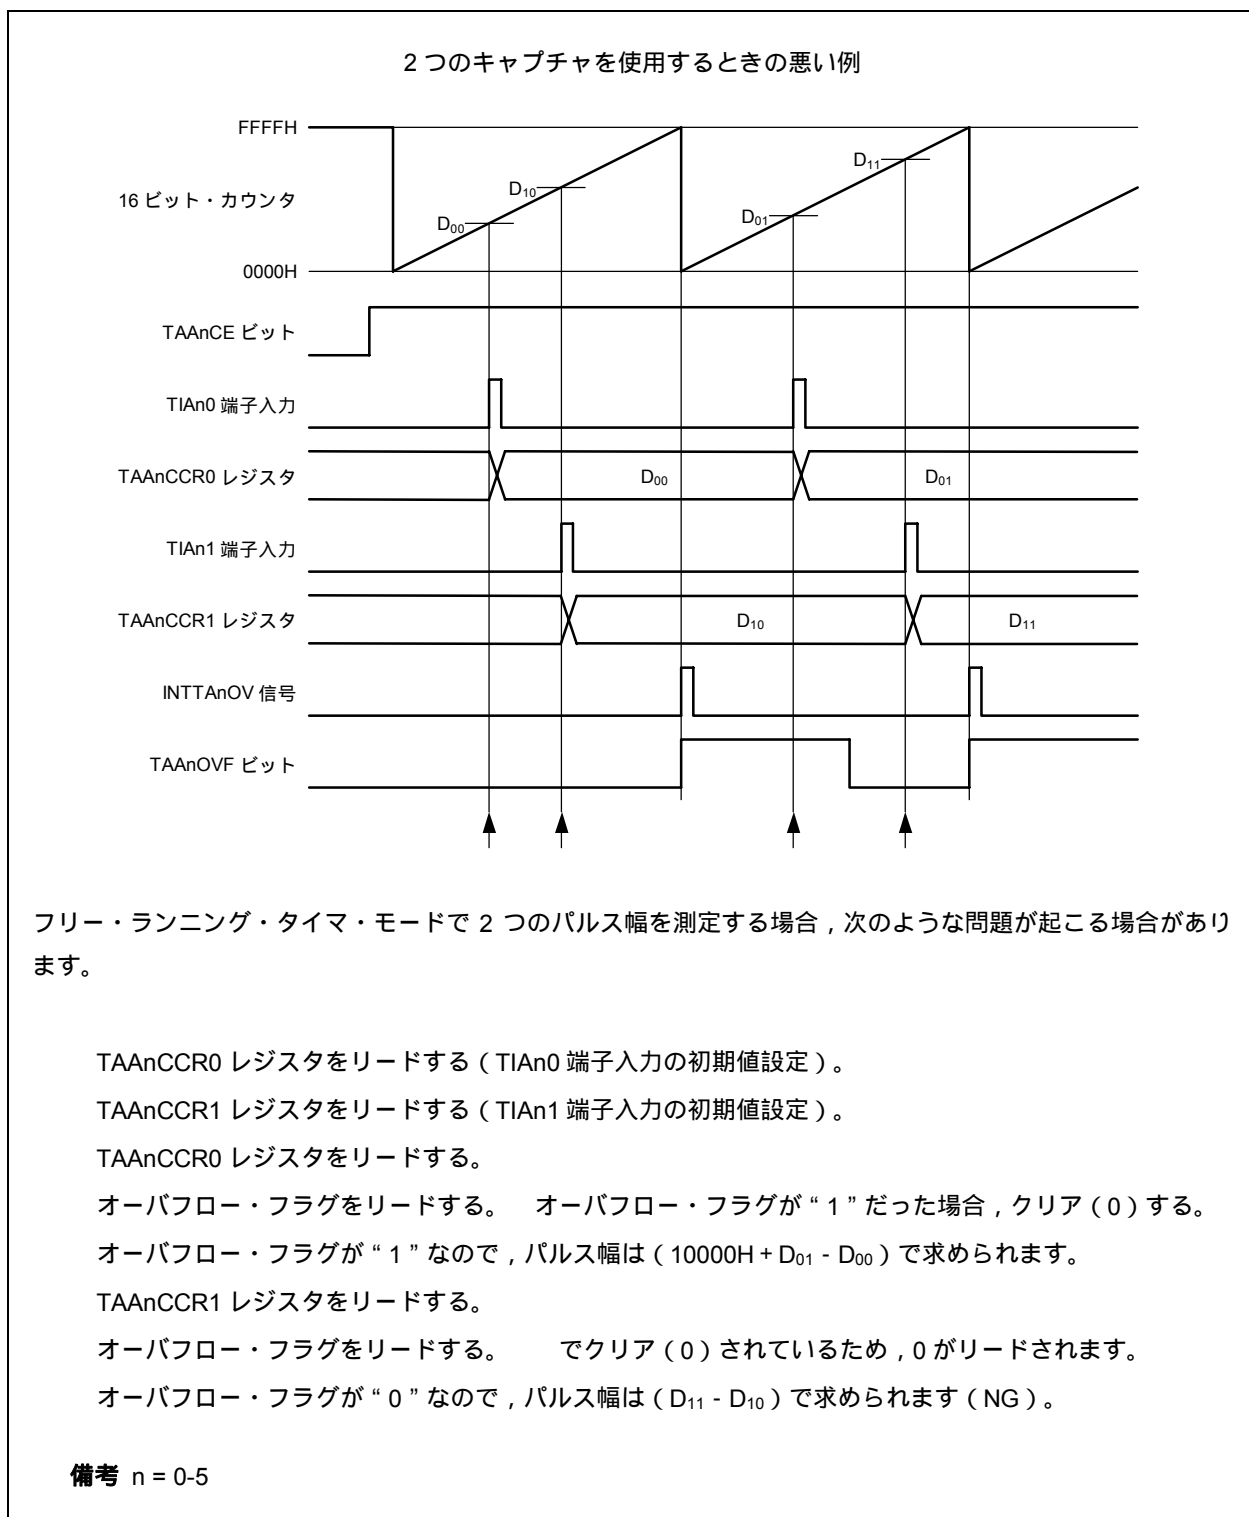 2 つのキャプチャを使用するときの悪い例
FFFFH
16 ビット・カウンタ
0000H
D00
D10
D01
D11
TAAnCE ビット
TIAn0 端子入力
TAAnCCR0 レジスタ
D00
D01
TIAn1 端子入力
TAAnCCR1 レジスタ
D10
D11
INTTAnOV 信号
TAAnOVF ビット
フリー・ランニング・タイマ・モードで 2 つのパルス幅を測定する場合，次のような問題が起こる場合があり
ます。
TAAnCCR0 レジスタをリードする（TIAn0 端子入力の初期値設定）。
TAAnCCR1 レジスタをリードする（TIAn1 端子入力の初期値設定）。
TAAnCCR0 レジスタをリードする。
オーバフロー・フラグをリードする。 オーバフロー・フラグが “ 1 ” だった場合，クリア（0）する。
オーバフロー・フラグが “ 1 ” なので，パルス幅は（10000H + D01 - D00）で求められます。
TAAnCCR1 レジスタをリードする。
オーバフロー・フラグをリードする。 でクリア（0）されているため，0 がリードされます。
オーバフロー・フラグが “ 0 ” なので，パルス幅は（D11 - D10）で求められます（NG）。
備考 n = 0-5